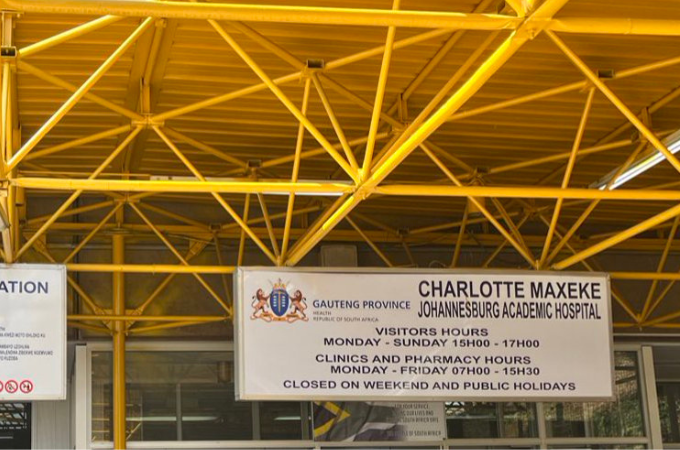 ATION
GAUTENG PROVINCE
HEALTH
REPUBLIC OF SOUTH AFRICA
CHARLOTTE MAXEKE
JOHANNESBURG ACADEMIC HOSPITAL
VISITORS HOURS
MONDAY - SUNDAY 15H00 - 17H00
CLINICS AND PHARMACY HOURS
MONDAY - FRIDAY 07H00 - 15H30
CLOSED ON WEEKEND AND PUBLIC HOLIDAYS